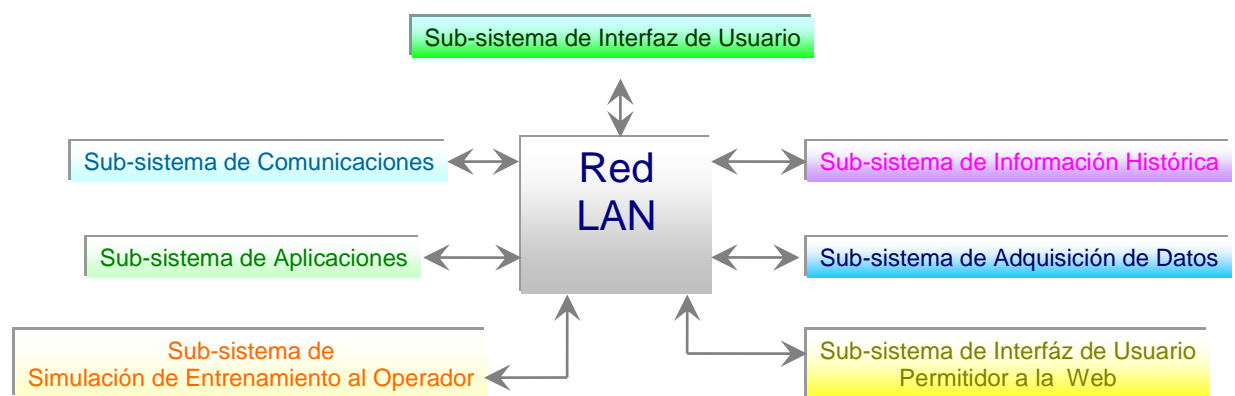 Sub-sistema de Interfaz de Usuario
Sub-sistema de Comunicaciones
Red
LAN
Sub-sistema de Información Histórica
Sub-sistema de Aplicaciones
Sub-sistema de Adquisición de Datos
Sub-sistema de
Simulación de Entrenamiento al Operador
Sub-sistema de Interfáz de Usuario
Permitidor a la Web